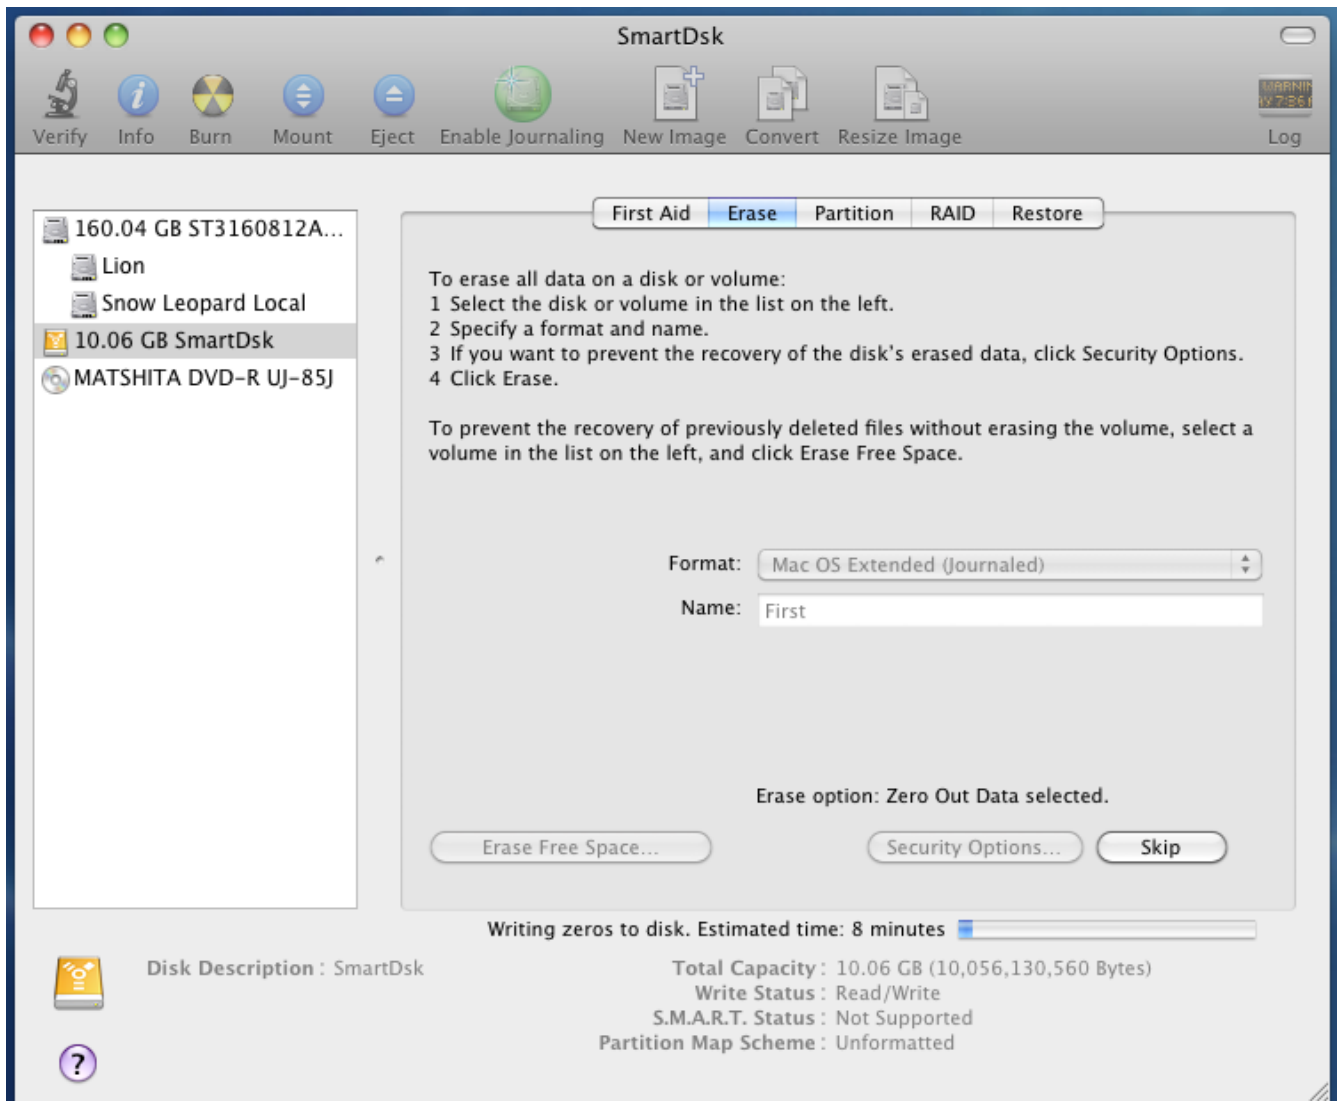 SmartDsk
Verify Info Burn Mount Eject Enable Journaling New Image Convert Resize Image Log
160.04 GB ST3160812A...
Lion
Snow Leopard Local
10.06 GB SmartDsk
MATSHITA DVD-R UJ-85J
First Aid Erase Partition RAID Restore
To erase all data on a disk or volume:
1 Select the disk or volume in the list on the left.
2 Specify a format and name.
3 If you want to prevent the recovery of the disk's erased data, click Security Options.
4 Click Erase.
To prevent the recovery of previously deleted files without erasing the volume, select a
volume in the list on the left, and click Erase Free Space.
Format: Mac OS Extended (Journaled)
Name: First
Erase option: Zero Out Data selected.
Erase Free Space... Security Options... Skip
Writing zeros to disk. Estimated time: 8 minutes
Disk Description : SmartDsk
Total Capacity : 10.06 GB (10,056,130,560 Bytes)
Write Status : Read/Write
S.M.A.R.T. Status : Not Supported
Partition Map Scheme : Unformatted
?